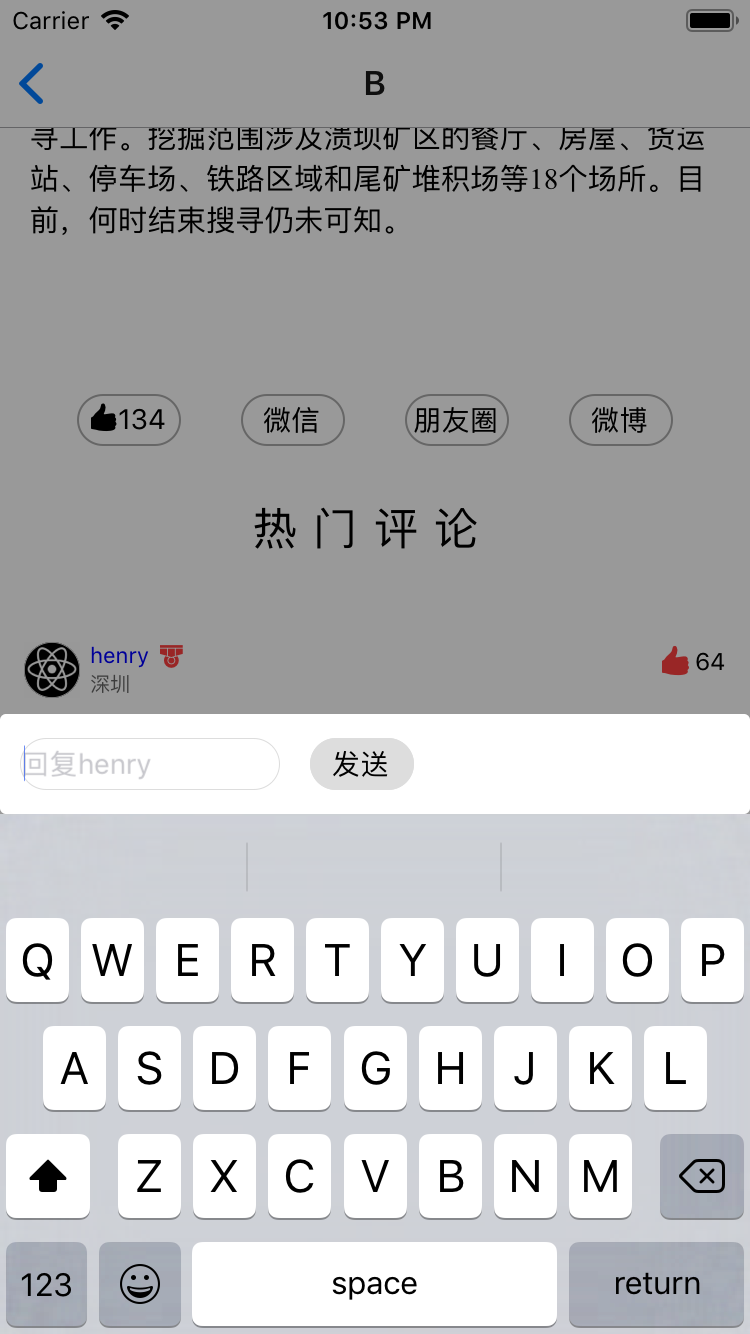 Carrier 10:53 PM
B
寻工作。挖掘范围涉及溃坝矿区的餐厅、房屋、货运
站、停车场、铁路区域和尾矿堆积场等18个场所。目
前，何时结束搜寻仍未可知。
134 微信 朋友圈 微博
热门评论
henry 64
深圳
回复henry 发送
Q W E R T Y U I O P
A S D F G H J K L
Z X C V B N M
123 space return